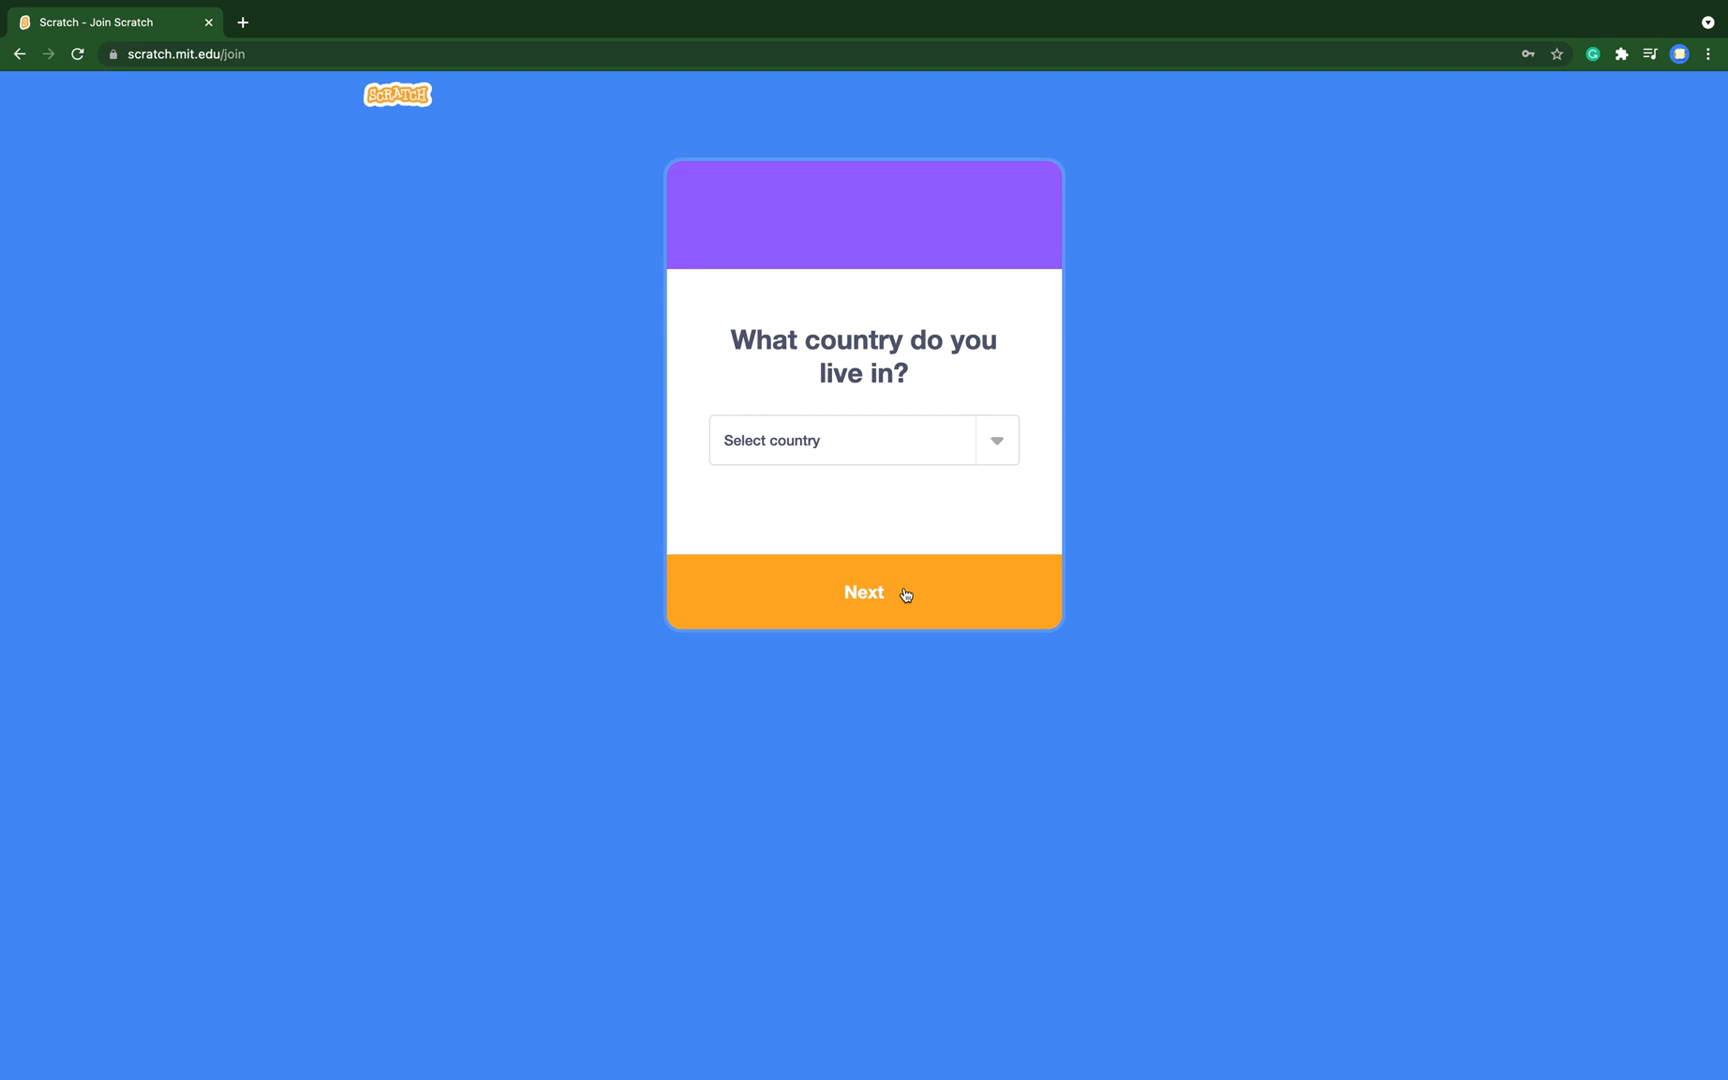 Scratch - Join Scratch
scratch.mit.edu/join
SCRATCH
What country do you
live in?
Select country
Next